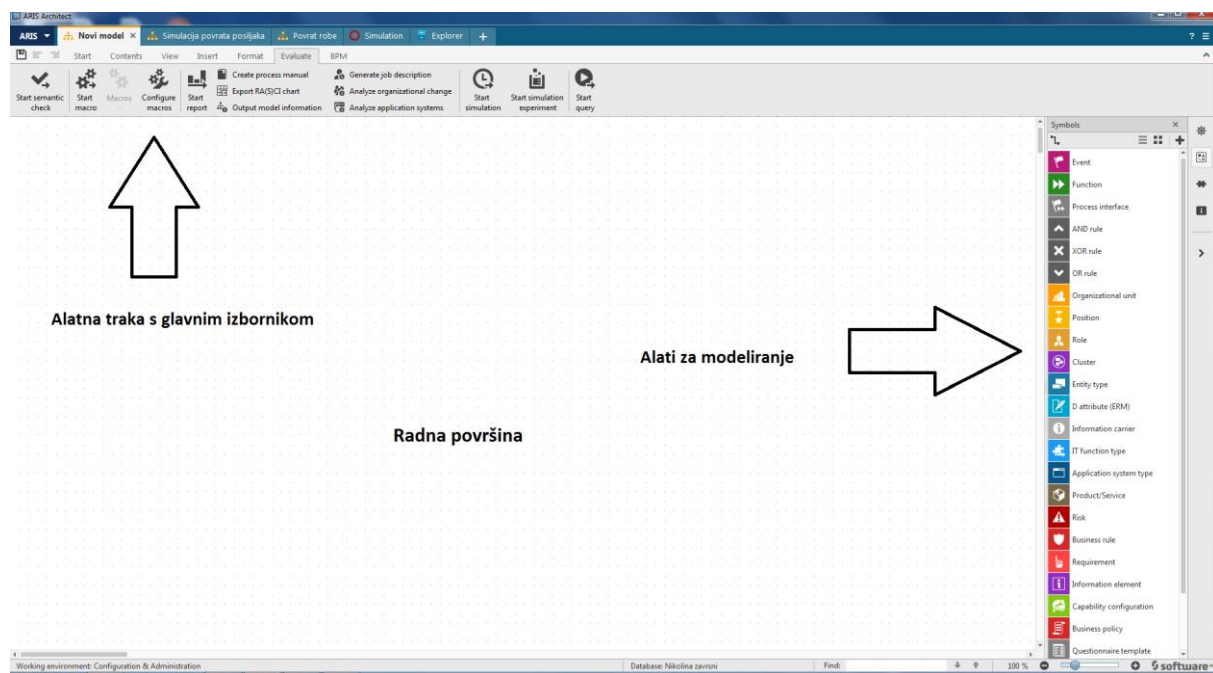 ARIS Architect
ARIS Novi model × Simulacija povrata posiljaka Povrat robe Simulation Explorer + ?
Start Contents View Insert Format Evaluate BPM
Start semantic check
Start macro
Macros
Configure macros
Start report
Create process manual
Export RA(S)CI chart
Output model information
Generate job description
Analyze organizational change
Analyze application systems
Start simulation
Start simulation experiment
Start query
Alatna traka s glavnim izbornikom
Alati za modeliranje
Radna površina
Symbols ×
Event
Function
Process interface
AND rule
XOR rule
OR rule
Organizational unit
Position
Role
Cluster
Entity type
D attribute (ERM)
Information carrier
IT function type
Application system type
Product/Service
Risk
Business rule
Requirement
Information element
Capability configuration
Business policy
Questionnaire template
Working environment: Configuration & Administration Database: Nikolina zavrsni Find: 100 % software